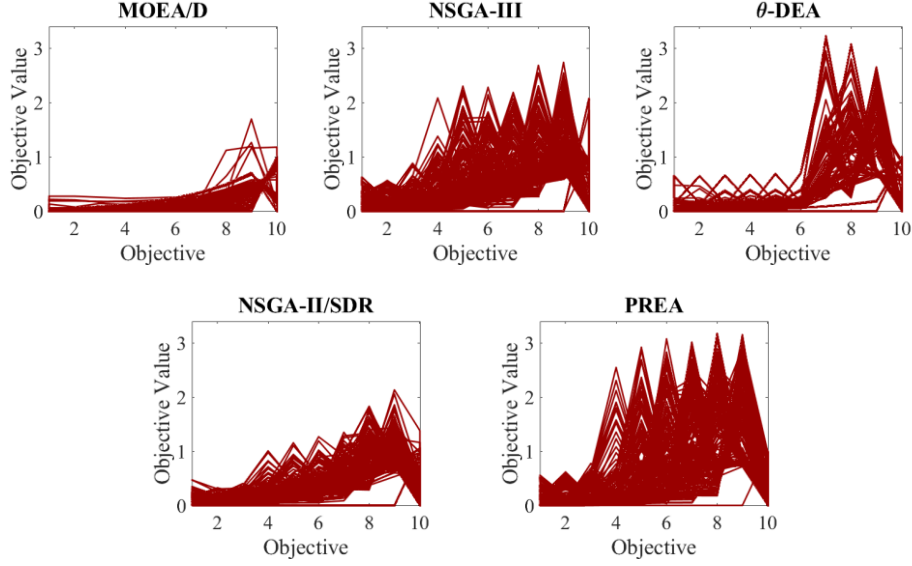 MOEA/D
NSGA-III
θ-DEA
3
2
1
0
2 4 6 8 10
Objective Value
Objective
3
2
1
0
2 4 6 8 10
Objective Value
Objective
3
2
1
0
2 4 6 8 10
Objective Value
Objective
NSGA-II/SDR
PREA
3
2
1
0
2 4 6 8 10
Objective Value
Objective
3
2
1
0
2 4 6 8 10
Objective Value
Objective